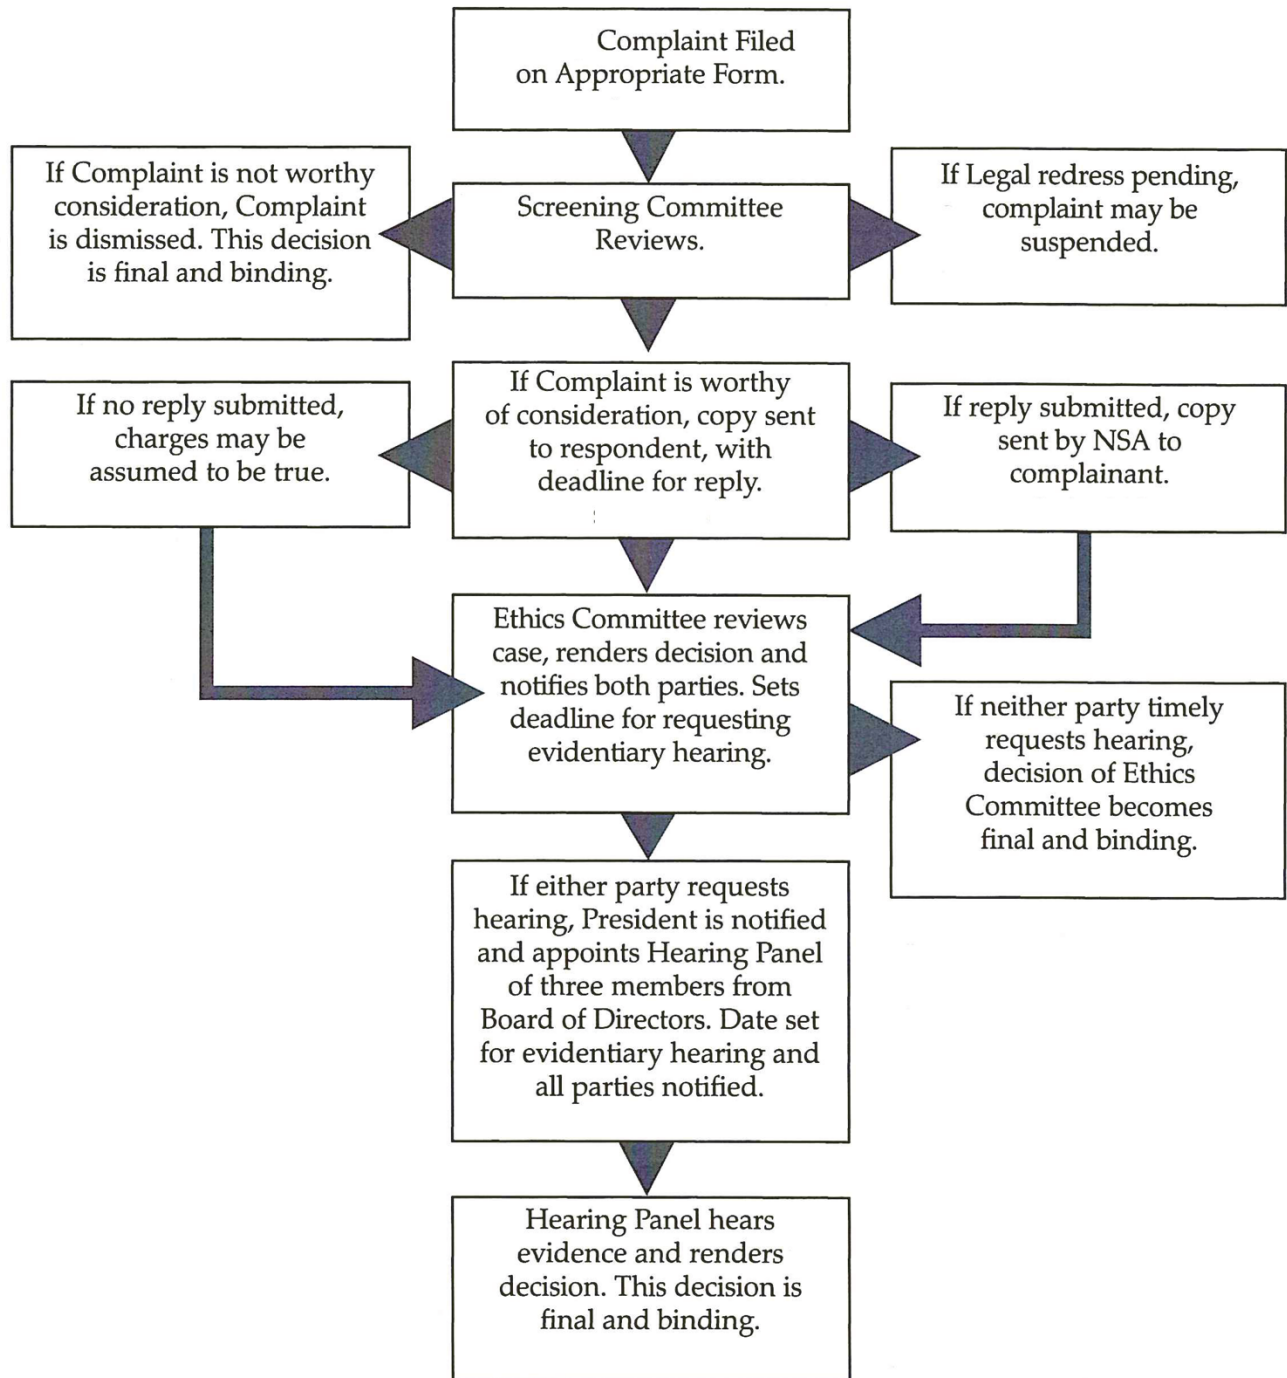 Complaint Filed
on Appropriate Form.
If Complaint is not worthy
consideration, Complaint
is dismissed. This decision
is final and binding.
Screening Committee
Reviews.
If Legal redress pending,
complaint may be
suspended.
If no reply submitted,
charges may be
assumed to be true.
If Complaint is worthy
of consideration, copy sent
to respondent, with
deadline for reply.
If reply submitted, copy
sent by NSA to
complainant.
Ethics Committee reviews
case, renders decision and
notifies both parties. Sets
deadline for requesting
evidentiary hearing.
If neither party timely
requests hearing,
decision of Ethics
Committee becomes
final and binding.
If either party requests
hearing, President is notified
and appoints Hearing Panel
of three members from
Board of Directors. Date set
for evidentiary hearing and
all parties notified.
Hearing Panel hears
evidence and renders
decision. This decision is
final and binding.